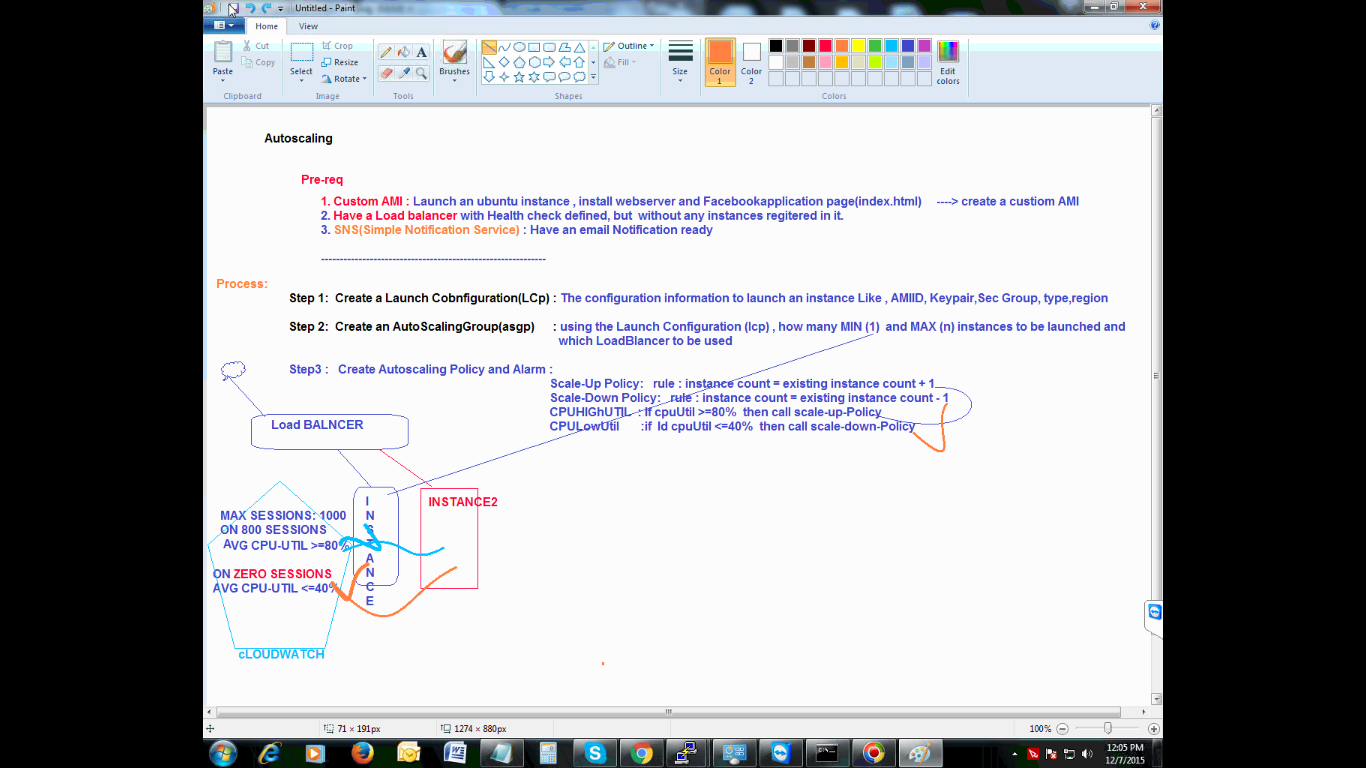 Untitled - Paint
Home
View
Paste
Cut
Copy
Clipboard
Select
Crop
Resize
Rotate
Image
A
Tools
Brushes
Outline
Fill
Shapes
Size
Color 1
Color 2
Edit colors
Colors
Autoscaling
Pre-req
1. Custom AMI : Launch an ubuntu instance , install webserver and Facebookapplication page(index.html) ----> create a custiom AMI
2. Have a Load balancer with Health check defined, but without any instances regitered in it.
3. SNS(Simple Notification Service) : Have an email Notification ready
Process:
Step 1: Create a Launch Cobnfiguration(LCp) : The configuration information to launch an instance Like , AMIID, Keypair,Sec Group, type,region
Step 2: Create an AutoScalingGroup(asgp) : using the Launch Configuration (lcp) , how many MIN (1) and MAX (n) instances to be launched and
which LoadBlancer to be used
Step3 : Create Autoscaling Policy and Alarm :
Scale-Up Policy: rule : instance count = existing instance count + 1
Scale-Down Policy: rule : instance count = existing instance count - 1
CPUHIGhUTIL : If cpuUtil >=80% then call scale-up-Policy
CPULowUtil :if Id cpuUtil <=40% then call scale-down-Policy
Load BALNCER
INSTANCE
INSTANCE2
MAX SESSIONS: 1000
ON 800 SESSIONS
AVG CPU-UTIL >=80%
ON ZERO SESSIONS
AVG CPU-UTIL <=40%
cLOUDWATCH
71 × 191px
1274 × 880px
100%
12:05 PM
12/7/2015